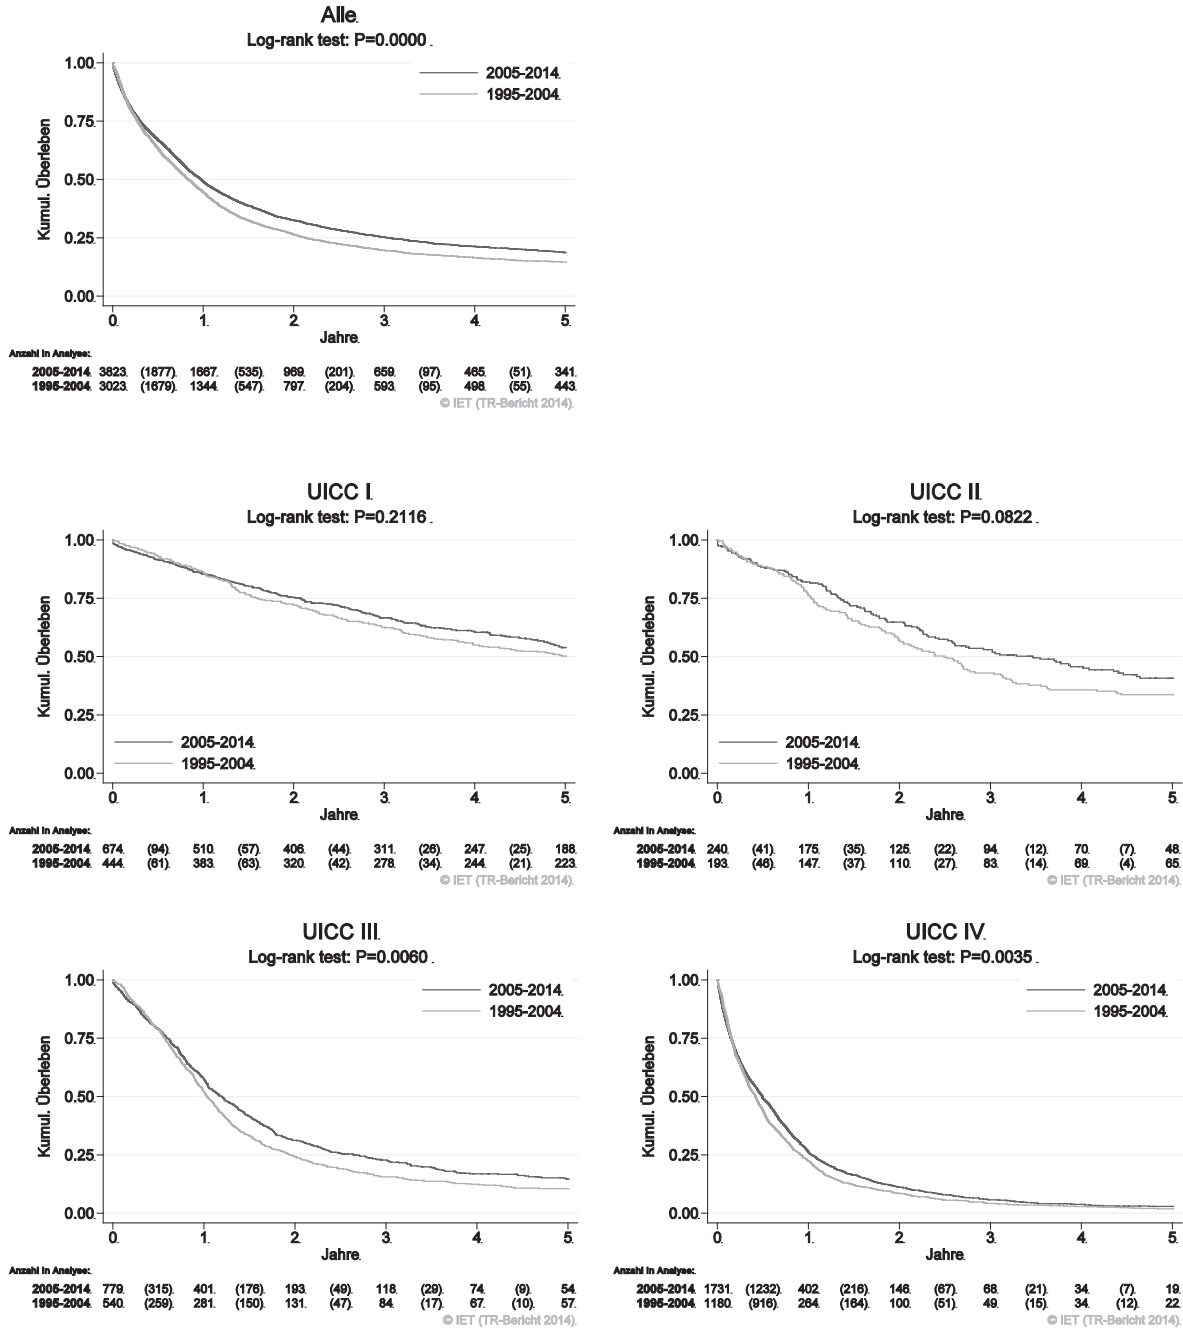 Alle.
Log-rank test: P=0.0000 .
1.00.
0.75.
0.50.
0.25.
0.00.
Kumul. Überleben
2005-2014.
1995-2004.
0. 1. 2. 3. 4. 5.
Jahre.
Anzahl in Analyse:.
2005-2014. 3823. (1877). 1667. (535). 969. (201). 659. (97). 465. (51). 341.
1995-2004. 3023. (1679). 1344. (547). 797. (204). 593. (95). 498. (55). 443.
© IET (TR-Bericht 2014).
UICC I.
Log-rank test: P=0.2116 .
1.00.
0.75.
0.50.
0.25.
0.00.
Kumul. Überleben
2005-2014.
1995-2004.
0. 1. 2. 3. 4. 5.
Jahre.
Anzahl in Analyse:.
2005-2014. 674. (94). 510. (57). 406. (44). 311. (26). 247. (25). 188.
1995-2004. 444. (61). 383. (63). 320. (42). 278. (34). 244. (21). 223.
© IET (TR-Bericht 2014).
UICC II.
Log-rank test: P=0.0822 .
1.00.
0.75.
0.50.
0.25.
0.00.
Kumul. Überleben
2005-2014.
1995-2004.
0. 1. 2. 3. 4. 5.
Jahre.
Anzahl in Analyse:.
2005-2014. 240. (41). 175. (35). 125. (22). 94. (12). 70. (7). 48.
1995-2004. 193. (46). 147. (37). 110. (27). 83. (14). 69. (4). 65.
© IET (TR-Bericht 2014).
UICC III.
Log-rank test: P=0.0060 .
1.00.
0.75.
0.50.
0.25.
0.00.
Kumul. Überleben
2005-2014.
1995-2004.
0. 1. 2. 3. 4. 5.
Jahre.
Anzahl in Analyse:.
2005-2014. 779. (315). 401. (178). 193. (49). 118. (29). 74. (9). 54.
1995-2004. 540. (259). 281. (150). 131. (47). 84. (17). 67. (10). 57.
© IET (TR-Bericht 2014).
UICC IV.
Log-rank test: P=0.0035 .
1.00.
0.75.
0.50.
0.25.
0.00.
Kumul. Überleben
2005-2014.
1995-2004.
0. 1. 2. 3. 4. 5.
Jahre.
Anzahl in Analyse:.
2005-2014. 1731. (1232). 402. (216). 146. (67). 68. (21). 34. (7). 19.
1995-2004. 1180. (916). 264. (164). 100. (51). 49. (15). 34. (12). 22.
© IET (TR-Bericht 2014).